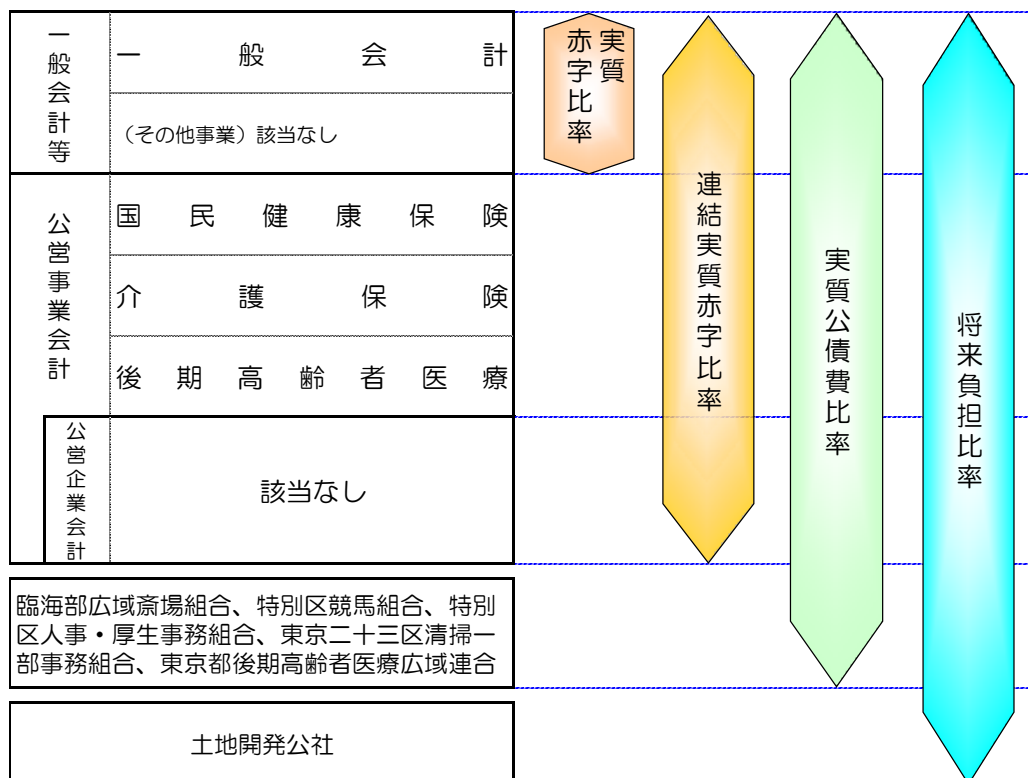 一般会計等
一般会計
（その他事業）該当なし
公営事業会計
国民健康保険
介護保険
後期高齢者医療
公営企業会計
該当なし
臨海部広域斎場組合、特別区競馬組合、特別
区人事・厚生事務組合、東京二十三区清掃一
部事務組合、東京都後期高齢者医療広域連合
土地開発公社
実質
赤字比率
連結実質赤字比率
実質公債費比率
将来負担比率